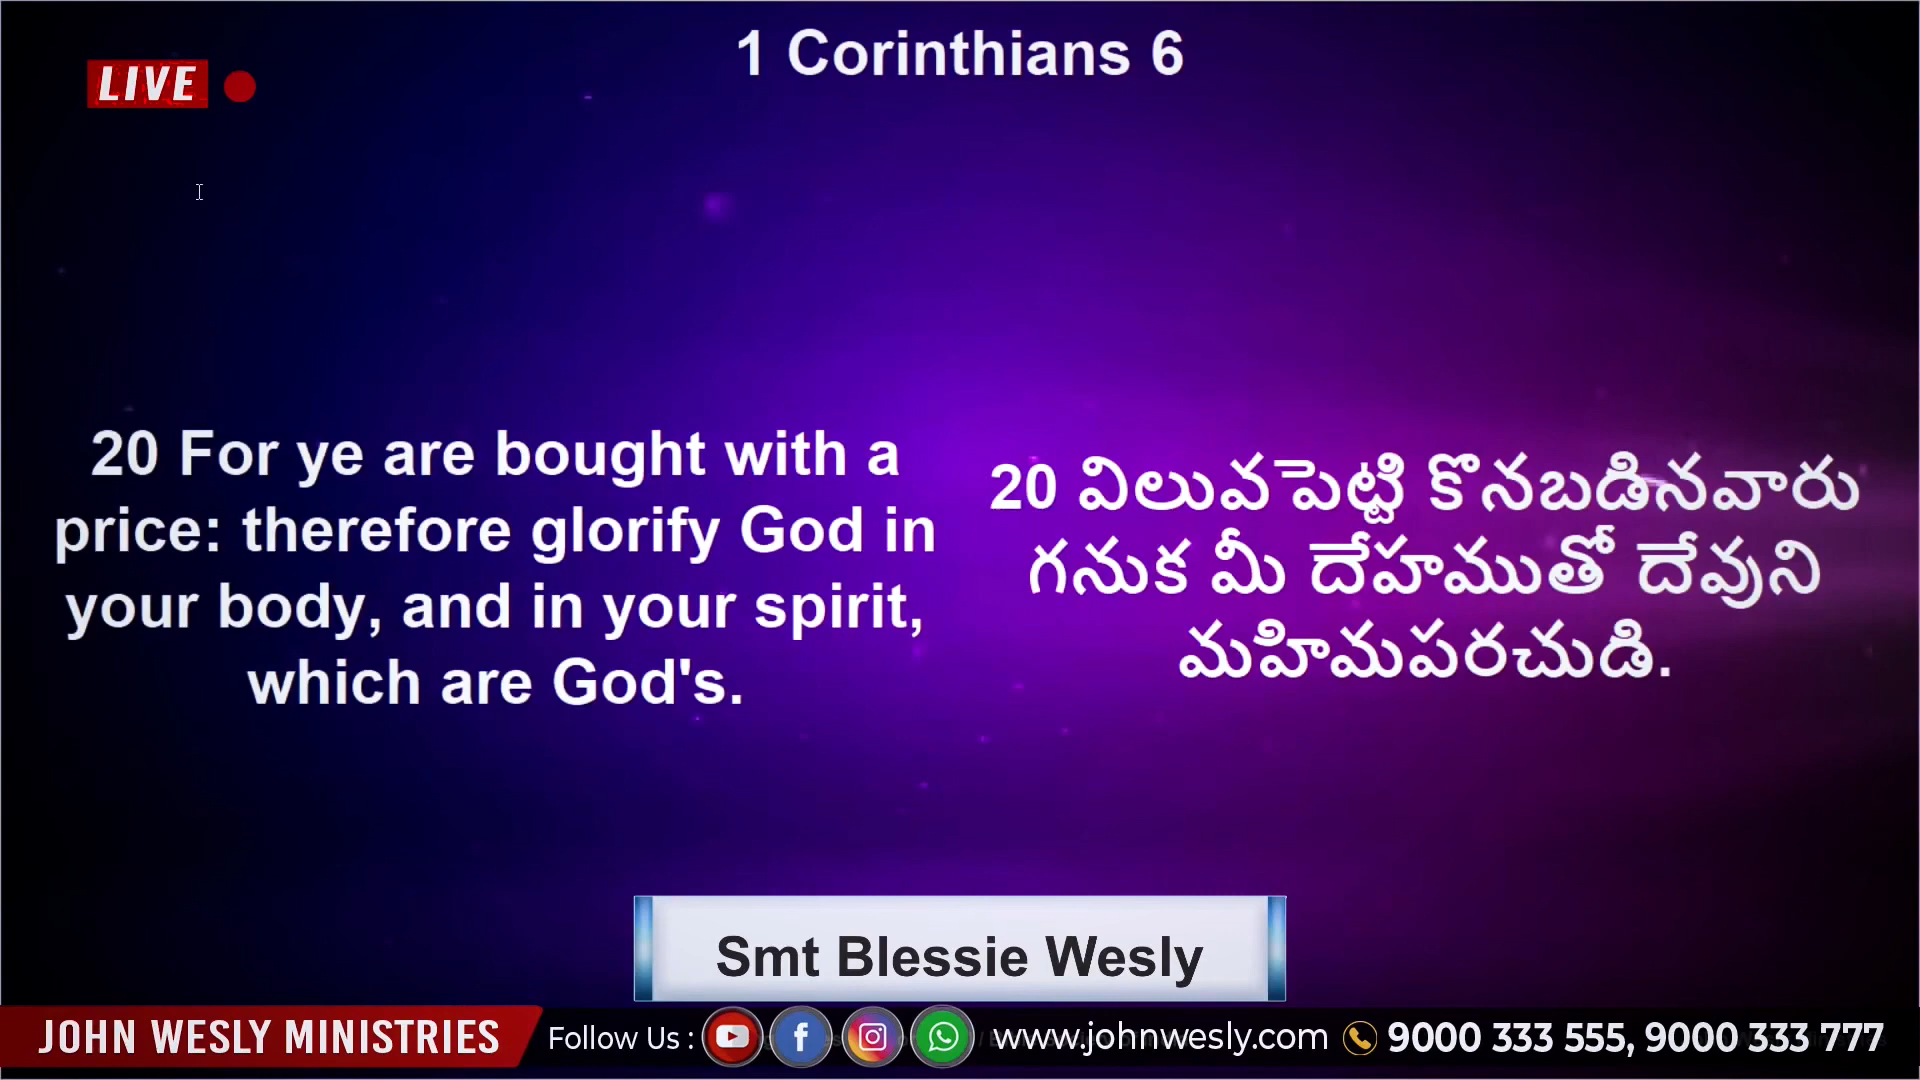 1 Corinthians 6
LIVE
20 For ye are bought with a
price: therefore glorify God in
your body, and in your spirit,
which are God's.
20 విలువపెట్టి కొనబడినవారు
గనుక మీ దేహముతో దేవుని
మహిమపరచుడి.
Smt Blessie Wesly
JOHN WESLY MINISTRIES
Follow Us :
www.johnwesly.com
9000 333 555, 9000 333 777